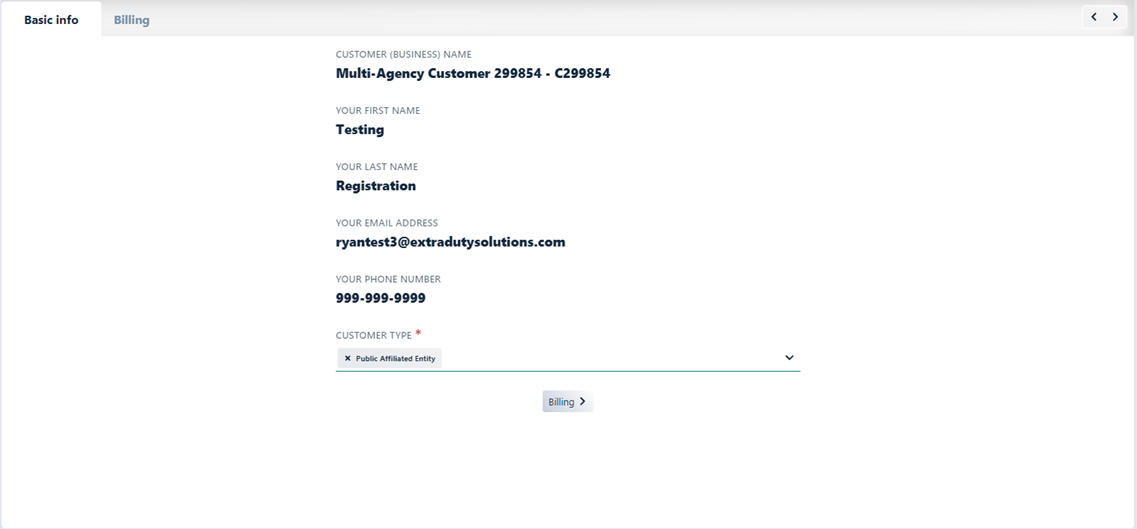 Basic info
Billing
CUSTOMER (BUSINESS) NAME
Multi-Agency Customer 299854 - C299854
YOUR FIRST NAME
Testing
YOUR LAST NAME
Registration
YOUR EMAIL ADDRESS
ryantest3@extradutysolutions.com
YOUR PHONE NUMBER
999-999-9999
CUSTOMER TYPE *
× Public Affiliated Entity
Billing >